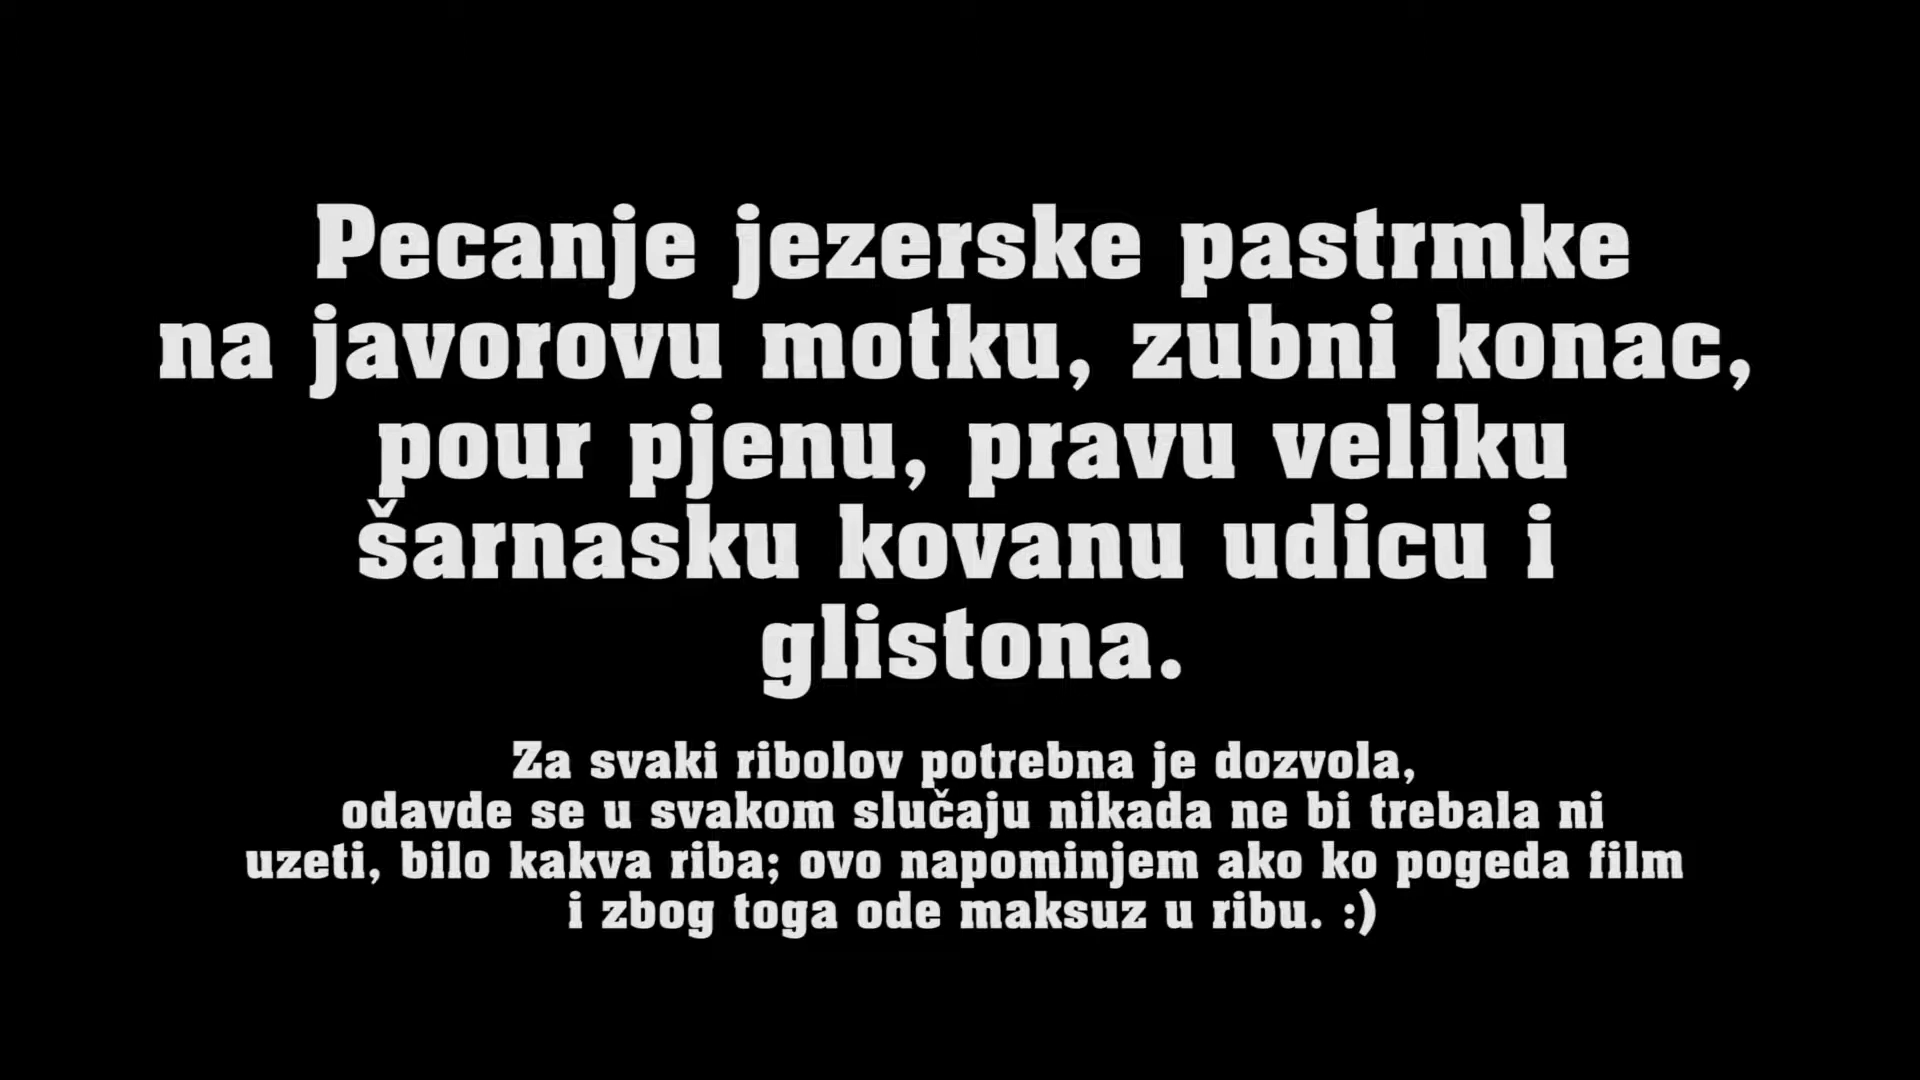 Pecanje jezerske pastrmke
na javorovu motku, zubni konac,
pour pjenu, pravu veliku
šarnasku kovanu udicu i
glistona.
Za svaki ribolov potrebna je dozvola,
odavde se u svakom slučaju nikada ne bi trebala ni
uzeti, bilo kakva riba; ovo napominjem ako ko pogeda film
i zbog toga ode maksuz u ribu. :)